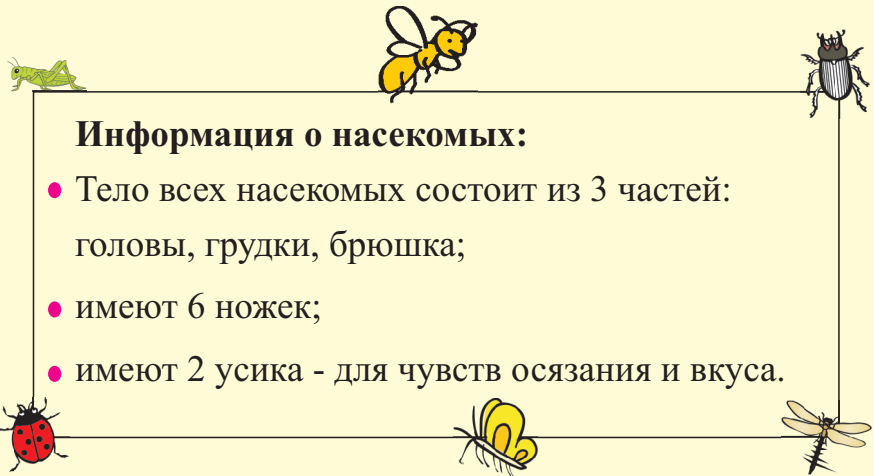 Информация о насекомых:
Тело всех насекомых состоит из 3 частей:
головы, грудки, брюшка;
имеют 6 ножек;
имеют 2 усика - для чувств осязания и вкуса.